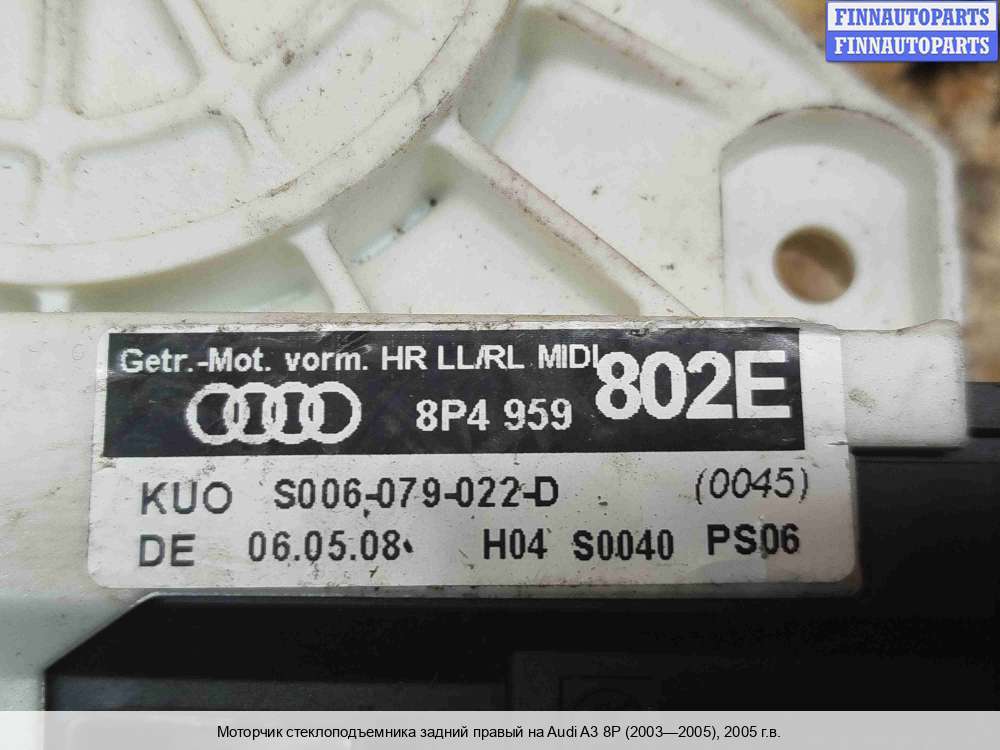 FINNAUTOPARTS
FINNAUTOPARTS
Getr.-Mot. vorm. HR LL/RL MIDI
8P4 959 802E
KUO S006-079-022-D (0045)
DE 06.05.08 H04 S0040 PS06
Моторчик стеклоподъемника задний правый на Audi A3 8P (2003—2005), 2005 г.в.